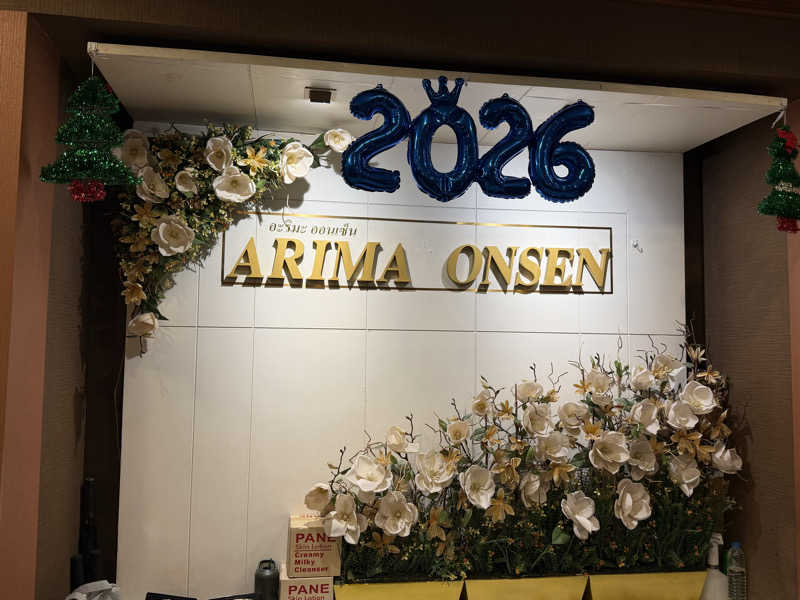 2026
อะริมะ ออนเซ็น
ARIMA ONSEN
PANE
Skin Lotion
Creamy
Milky
Cleanser
PANE
Skin Lotion